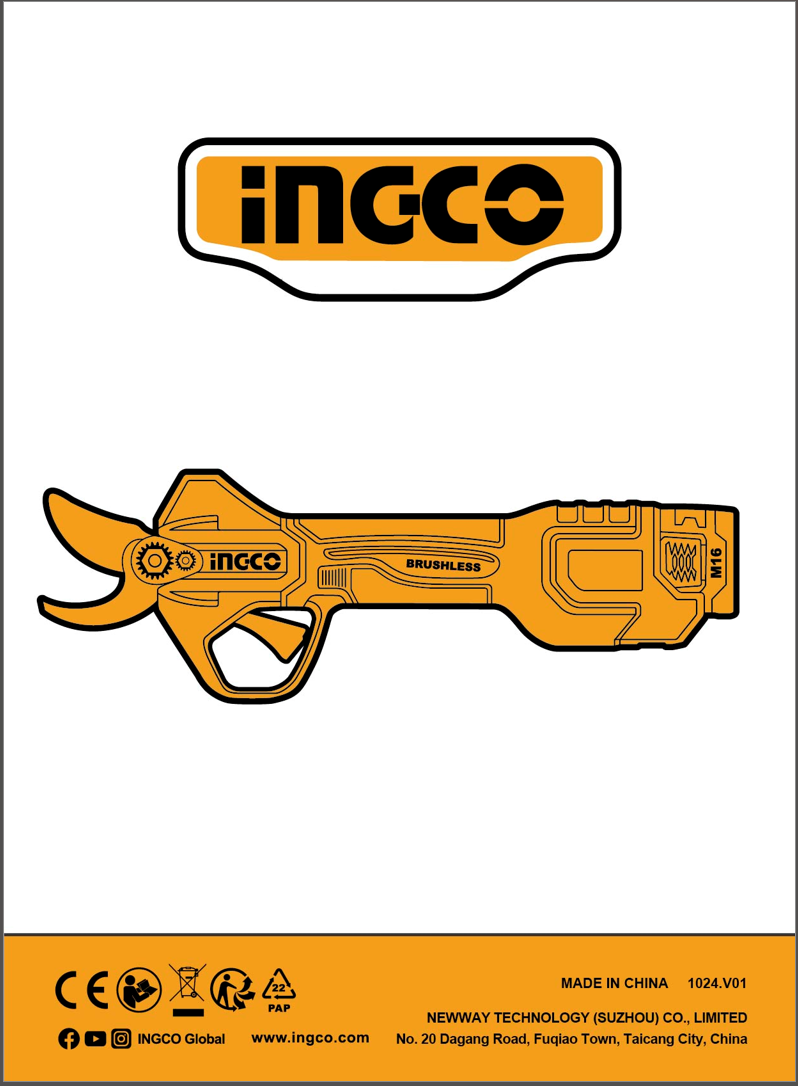 INGCO
INGCO
BRUSHLESS
M16
CE
22
PAP
MADE IN CHINA 1024.V01
NEWWAY TECHNOLOGY (SUZHOU) CO., LIMITED
INGCO Global www.ingco.com No. 20 Dagang Road, Fuqiao Town, Taicang City, China